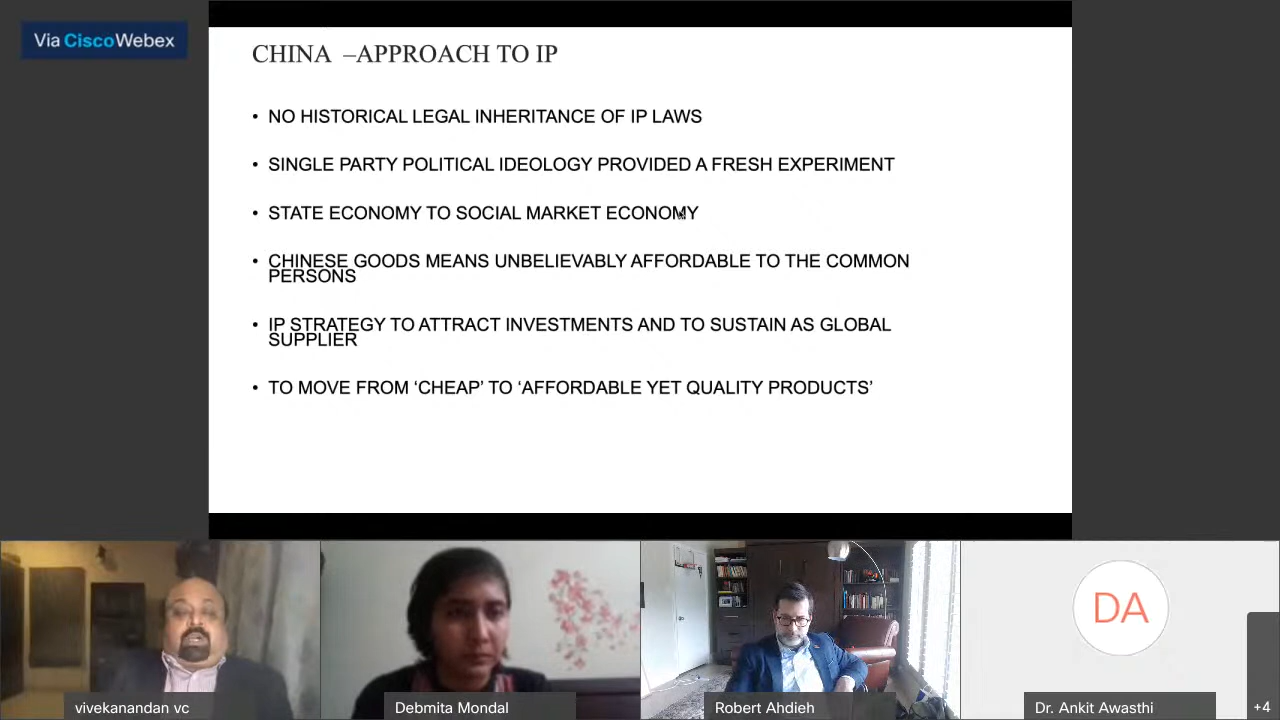 Via Cisco Webex
CHINA –APPROACH TO IP
• NO HISTORICAL LEGAL INHERITANCE OF IP LAWS
• SINGLE PARTY POLITICAL IDEOLOGY PROVIDED A FRESH EXPERIMENT
• STATE ECONOMY TO SOCIAL MARKET ECONOMY
• CHINESE GOODS MEANS UNBELIEVABLY AFFORDABLE TO THE COMMON
PERSONS
• IP STRATEGY TO ATTRACT INVESTMENTS AND TO SUSTAIN AS GLOBAL
SUPPLIER
• TO MOVE FROM ‘CHEAP’ TO ‘AFFORDABLE YET QUALITY PRODUCTS’
DA
vivekanandan vc
Debmita Mondal
Robert Ahdieh
Dr. Ankit Awasthi
+4